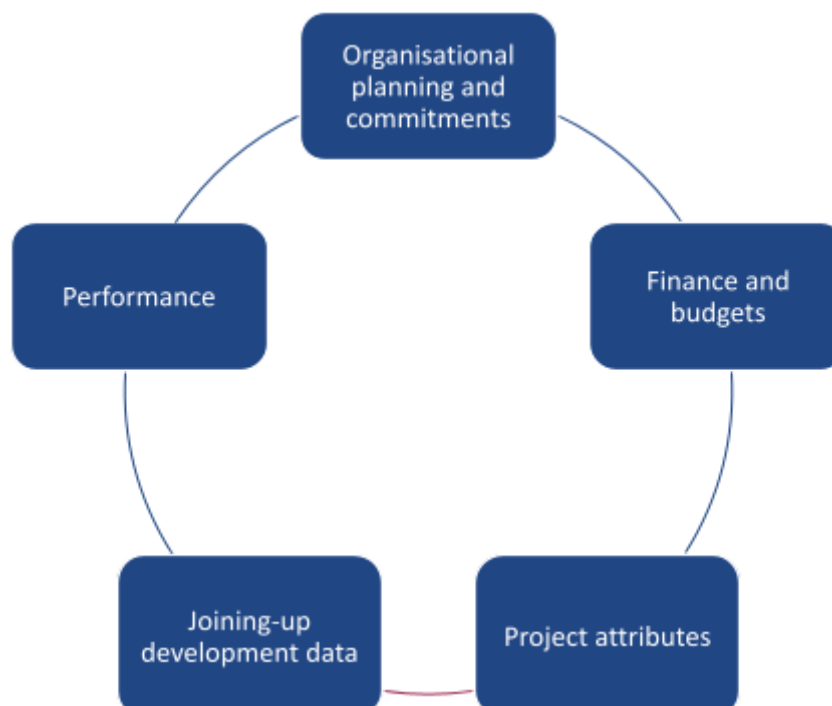 Organisational
planning and
commitments
Finance and
budgets
Project attributes
Joining-up
development data
Performance